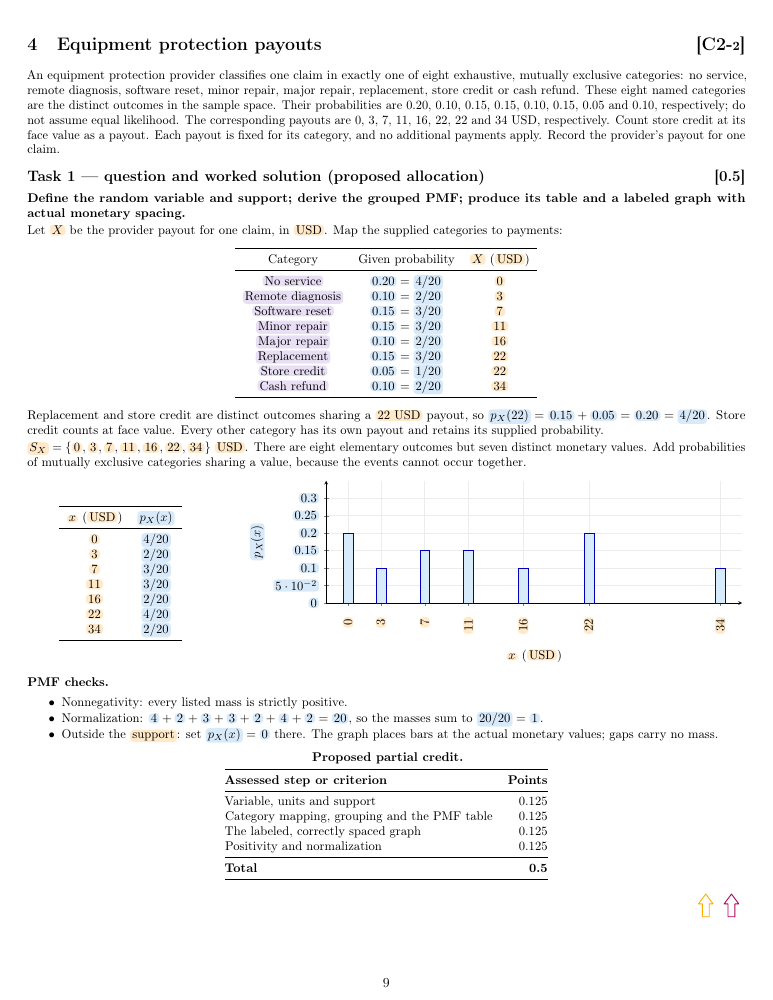 4 Equipment protection payouts [C2-2]
An equipment protection provider classifies one claim in exactly one of eight exhaustive, mutually exclusive categories: no service,
remote diagnosis, software reset, minor repair, major repair, replacement, store credit or cash refund. These eight named categories
are the distinct outcomes in the sample space. Their probabilities are 0.20, 0.10, 0.15, 0.15, 0.10, 0.15, 0.05 and 0.10, respectively; do
not assume equal likelihood. The corresponding payouts are 0, 3, 7, 11, 16, 22, 22 and 34 USD, respectively. Count store credit at its
face value as a payout. Each payout is fixed for its category, and no additional payments apply. Record the provider's payout for one
claim.
Task 1 — question and worked solution (proposed allocation) [0.5]
Define the random variable and support; derive the grouped PMF; produce its table and a labeled graph with
actual monetary spacing.
Let X be the provider payout for one claim, in USD. Map the supplied categories to payments:
Category Given probability X (USD)
No service 0.20 = 4/20 0
Remote diagnosis 0.10 = 2/20 3
Software reset 0.15 = 3/20 7
Minor repair 0.15 = 3/20 11
Major repair 0.10 = 2/20 16
Replacement 0.15 = 3/20 22
Store credit 0.05 = 1/20 22
Cash refund 0.10 = 2/20 34
Replacement and store credit are distinct outcomes sharing a 22 USD payout, so p_X(22) = 0.15 + 0.05 = 0.20 = 4/20. Store
credit counts at face value. Every other category has its own payout and retains its supplied probability.
S_X = {0, 3, 7, 11, 16, 22, 34} USD. There are eight elementary outcomes but seven distinct monetary values. Add probabilities
of mutually exclusive categories sharing a value, because the events cannot occur together.
x (USD) p_X(x)
0 4/20
3 2/20
7 3/20
11 3/20
16 2/20
22 4/20
34 2/20
p_X(x)
0.3
0.25
0.2
0.15
0.1
5 · 10⁻²
0
0 3 7 11 16 22 34
x (USD)
PMF checks.
• Nonnegativity: every listed mass is strictly positive.
• Normalization: 4 + 2 + 3 + 3 + 2 + 4 + 2 = 20, so the masses sum to 20/20 = 1.
• Outside the support: set p_X(x) = 0 there. The graph places bars at the actual monetary values; gaps carry no mass.
Proposed partial credit.
Assessed step or criterion Points
Variable, units and support 0.125
Category mapping, grouping and the PMF table 0.125
The labeled, correctly spaced graph 0.125
Positivity and normalization 0.125
Total 0.5
9